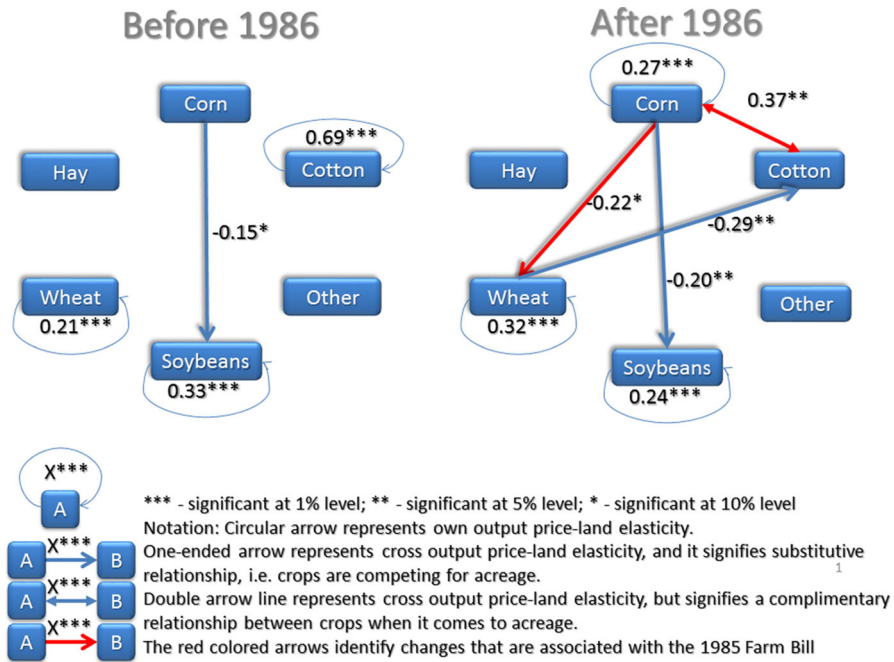 Before 1986
After 1986
Corn
0.69***
Cotton
Hay
-0.15*
Wheat
0.21***
Other
Soybeans
0.33***
0.27***
Corn
0.37**
Hay
Cotton
-0.22*
-0.29**
Wheat
0.32***
-0.20**
Other
Soybeans
0.24***
X***
A
*** - significant at 1% level; ** - significant at 5% level; * - significant at 10% level
Notation: Circular arrow represents own output price-land elasticity.
A X*** B
One-ended arrow represents cross output price-land elasticity, and it signifies substitutive
relationship, i.e. crops are competing for acreage.
1
A X*** B
Double arrow line represents cross output price-land elasticity, but signifies a complimentary
relationship between crops when it comes to acreage.
A X*** B
The red colored arrows identify changes that are associated with the 1985 Farm Bill